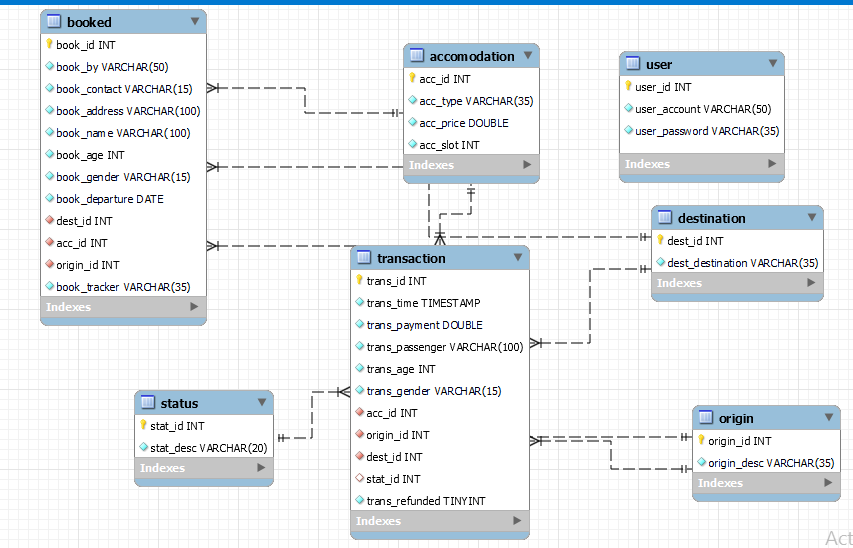 booked
book_id INT
book_by VARCHAR(50)
book_contact VARCHAR(15)
book_address VARCHAR(100)
book_name VARCHAR(100)
book_age INT
book_gender VARCHAR(15)
book_departure DATE
dest_id INT
acc_id INT
origin_id INT
book_tracker VARCHAR(35)
Indexes
accomodation
acc_id INT
acc_type VARCHAR(35)
acc_price DOUBLE
acc_slot INT
Indexes
user
user_id INT
user_account VARCHAR(50)
user_password VARCHAR(35)
Indexes
destination
dest_id INT
dest_destination VARCHAR(35)
Indexes
transaction
trans_id INT
trans_time TIMESTAMP
trans_payment DOUBLE
trans_passenger VARCHAR(100)
trans_age INT
trans_gender VARCHAR(15)
acc_id INT
origin_id INT
dest_id INT
stat_id INT
trans_refunded TINYINT
Indexes
status
stat_id INT
stat_desc VARCHAR(20)
Indexes
origin
origin_id INT
origin_desc VARCHAR(35)
Indexes
Act